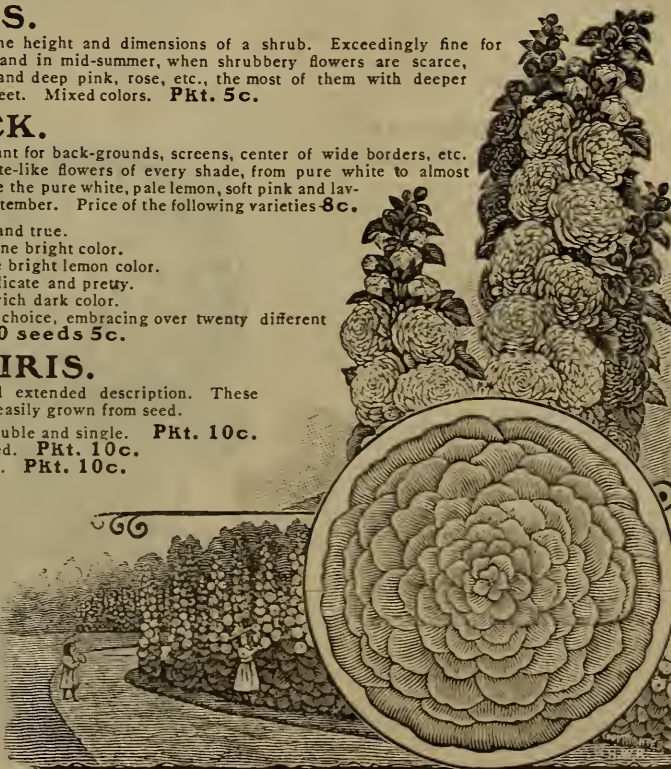 S.
ne height and dimensions of a shrub. Exceedingly fine for
and in mid-summer, when shrubbery flowers are scarce,
and deep pink, rose, etc., the most of them with deeper
eet. Mixed colors. Pkt. 5c.
CK.
ant for back-grounds, screens, center of wide borders, etc.
te-like flowers of every shade, from pure white to almost
e the pure white, pale lemon, soft pink and lav-
tember. Price of the following varieties 8c.
and true.
ne bright color.
e bright lemon color.
licate and pretty.
rich dark color.
choice, embracing over twenty different
0 seeds 5c.
IRIS.
l extended description. These
easily grown from seed.
uble and single. Pkt. 10c.
ed. Pkt. 10c.
. Pkt. 10c.